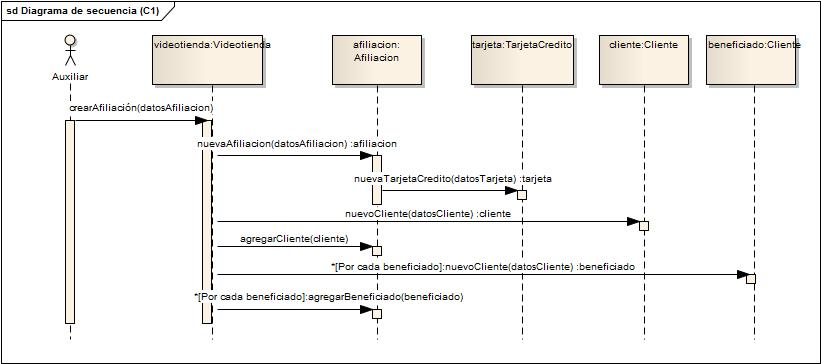 sd Diagrama de secuencia (C1)
Auxiliar
videotienda:Videotienda
afiliacion:
Afiliacion
tarjeta:TarjetaCredito
cliente:Cliente
beneficiado:Cliente
crearAfiliación(datosAfiliacion)
nuevaAfiliacion(datosAfiliacion) :afiliacion
nuevaTarjetaCredito(datosTarjeta) :tarjeta
nuevoCliente(datosCliente) :cliente
agregarCliente(cliente)
*[Por cada beneficiado]:nuevoCliente(datosCliente) :beneficiado
*[Por cada beneficiado]:agregarBeneficiado(beneficiado)